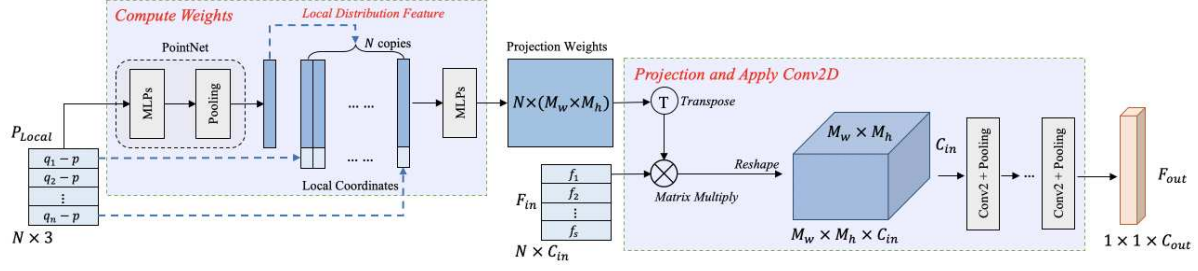 Compute Weights
Local Distribution Feature
PointNet
N copies
MLPs
Pooling
... ...
MLPs
P_Local
q_1 − p
q_2 − p
⋮
q_n − p
N × 3
... ...
Local Coordinates
Projection Weights
N×(M_w×M_h)
F_in
f_1
f_2
⋮
f_s
N × C_in
Projection and Apply Conv2D
T
Transpose
Reshape
Matrix Multiply
M_w × M_h
C_in
M_w × M_h × C_in
Conv2 + Pooling
...
Conv2 + Pooling
F_out
1 × 1 × C_out